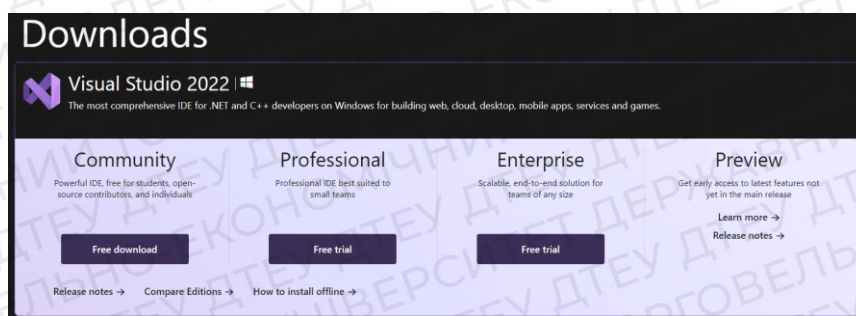 Downloads
Visual Studio 2022
The most comprehensive IDE for .NET and C++ developers on Windows for building web, cloud, desktop, mobile apps, services and games.
Community
Powerful IDE, free for students, open-
source contributors, and individuals
Free download
Professional
Professional IDE best suited to
small teams
Free trial
Enterprise
Scalable, end-to-end solution for
teams of any size
Free trial
Preview
Get early access to latest features not
yet in the main release
Learn more →
Release notes →
Release notes → Compare Editions → How to install offline →